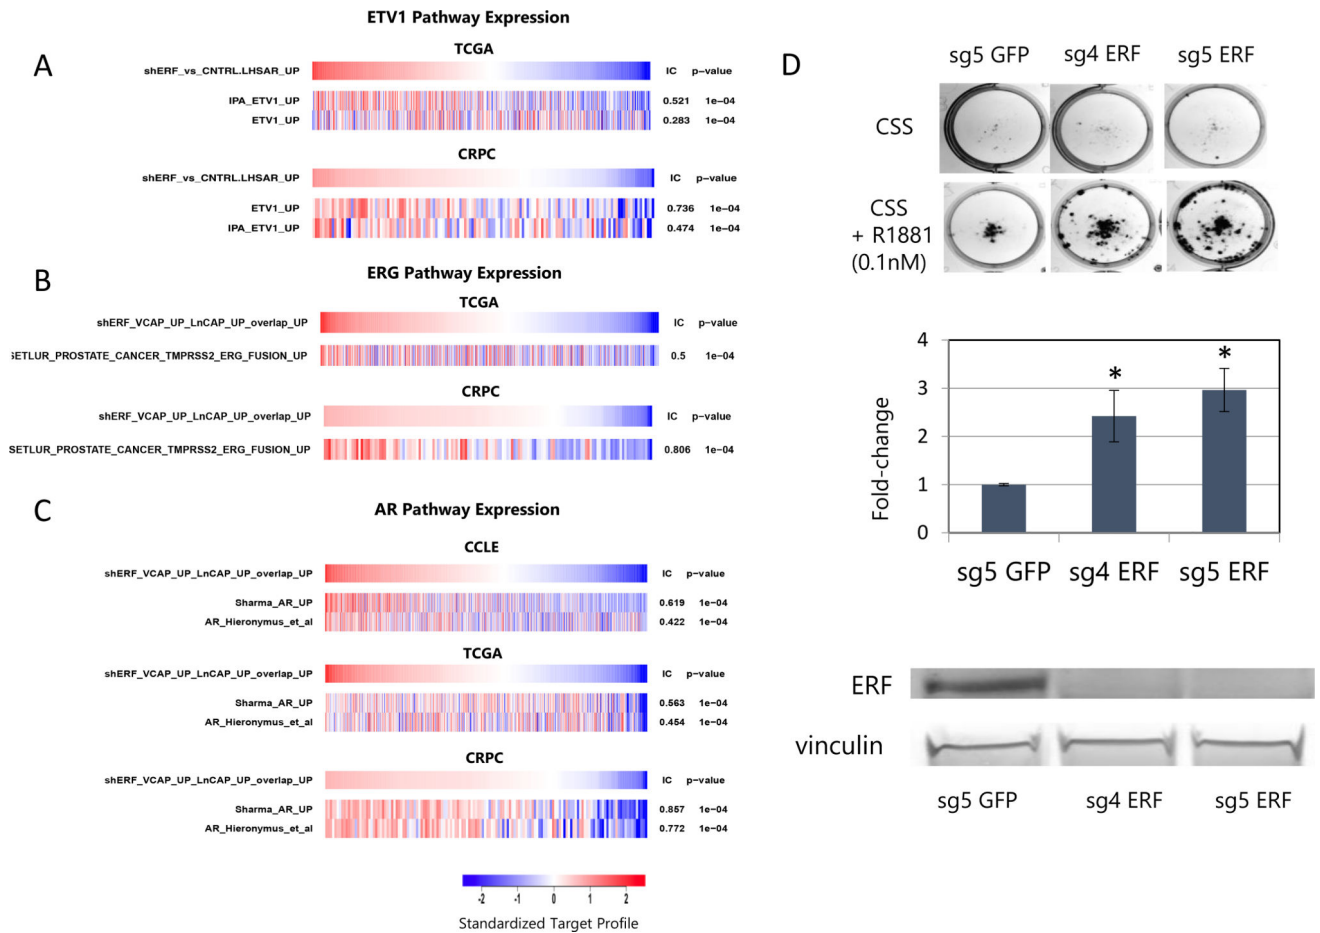 ETV1 Pathway Expression
A
TCGA
shERF_vs_CNTRL.LHSAR_UP IC p-value
IPA_ETV1_UP 0.521 1e-04
ETV1_UP 0.283 1e-04
CRPC
shERF_vs_CNTRL.LHSAR_UP IC p-value
ETV1_UP 0.736 1e-04
IPA_ETV1_UP 0.474 1e-04
B
ERG Pathway Expression
TCGA
shERF_VCAP_UP_LnCAP_UP_overlap_UP IC p-value
SETLUR_PROSTATE_CANCER_TMPRSS2_ERG_FUSION_UP 0.5 1e-04
CRPC
shERF_VCAP_UP_LnCAP_UP_overlap_UP IC p-value
SETLUR_PROSTATE_CANCER_TMPRSS2_ERG_FUSION_UP 0.806 1e-04
C
AR Pathway Expression
CCLE
shERF_VCAP_UP_LnCAP_UP_overlap_UP IC p-value
Sharma_AR_UP 0.619 1e-04
AR_Hieronymus_et_al 0.422 1e-04
TCGA
shERF_VCAP_UP_LnCAP_UP_overlap_UP IC p-value
Sharma_AR_UP 0.563 1e-04
AR_Hieronymus_et_al 0.454 1e-04
CRPC
shERF_VCAP_UP_LnCAP_UP_overlap_UP IC p-value
Sharma_AR_UP 0.857 1e-04
AR_Hieronymus_et_al 0.772 1e-04
-2 -1 0 1 2
Standardized Target Profile
D
sg5 GFP sg4 ERF sg5 ERF
CSS
CSS
+ R1881
(0.1nM)
Fold-change
4
3
2
1
0
* *
sg5 GFP sg4 ERF sg5 ERF
ERF
vinculin
sg5 GFP sg4 ERF sg5 ERF